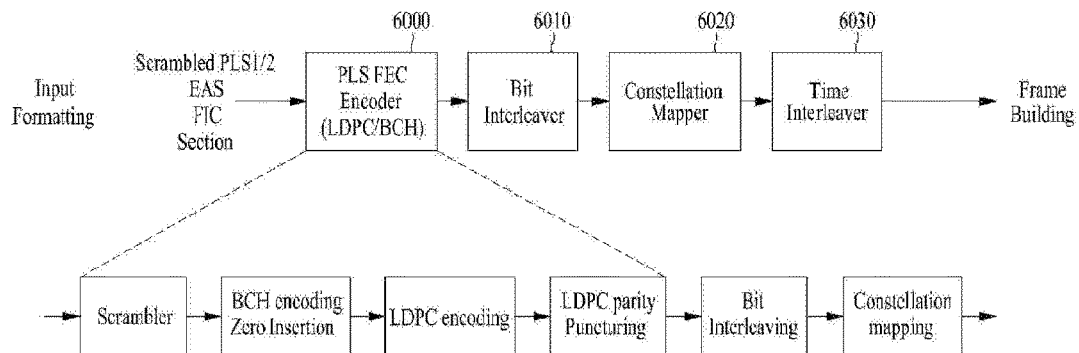 6000
6010
6020
6030
Input
Formatting
Scrambled PLS1/2
EAS
FIC
Section
PLS FEC
Encoder
(LDPC/BCH)
Bit
Interleaver
Constellation
Mapper
Time
Interleaver
Frame
Building
Scrambler
BCH encoding
Zero Insertion
LDPC encoding
LDPC parity
Puncturing
Bit
Interleaving
Constellation
mapping